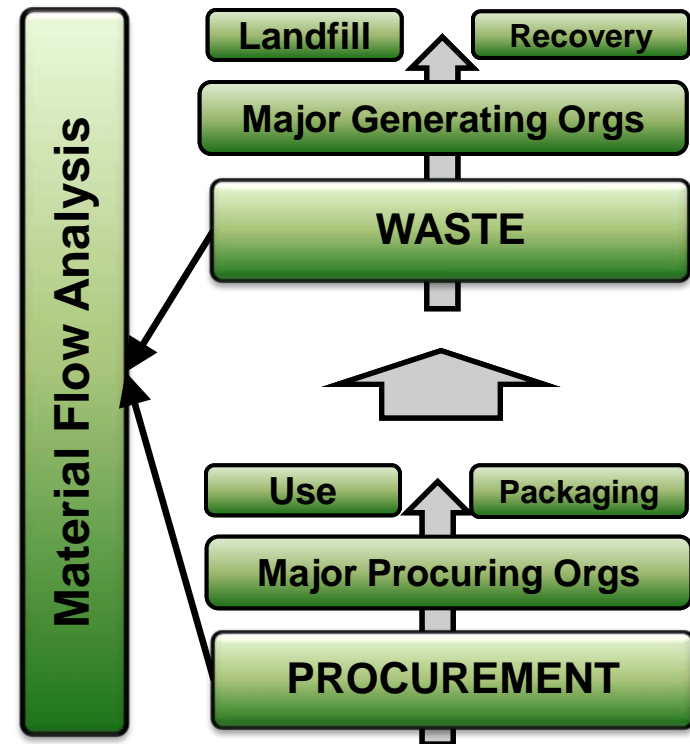 Landfill
Recovery
Major Generating Orgs
WASTE
Material Flow Analysis
Use
Packaging
Major Procuring Orgs
PROCUREMENT